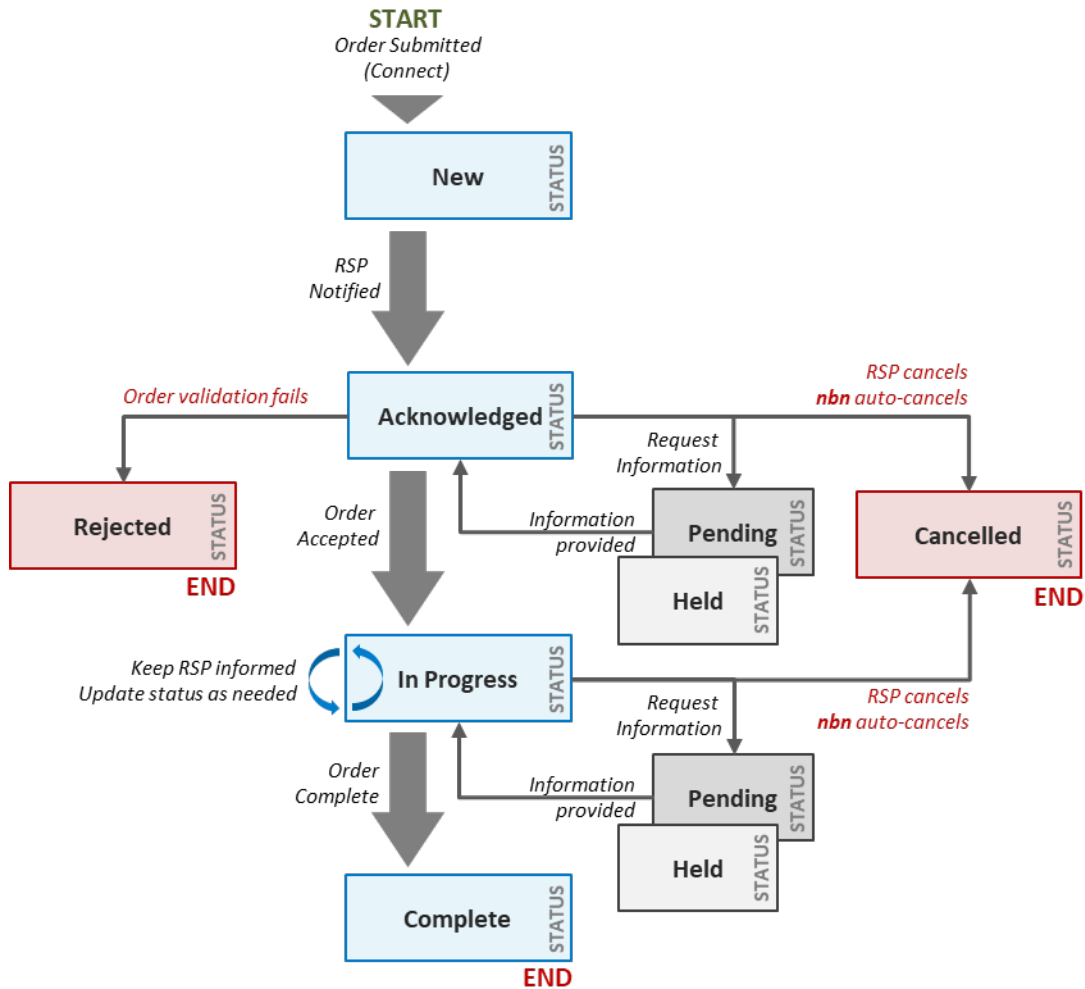 START
Order Submitted
(Connect)
New
STATUS
RSP
Notified
Order validation fails
Acknowledged
STATUS
RSP cancels
nbn auto-cancels
Request
Information
Rejected
STATUS
END
Order
Accepted
Information
provided
Pending
STATUS
Held
STATUS
Cancelled
STATUS
END
Keep RSP informed
Update status as needed
In Progress
STATUS
Request
Information
RSP cancels
nbn auto-cancels
Order
Complete
Information
provided
Pending
STATUS
Held
STATUS
Complete
STATUS
END